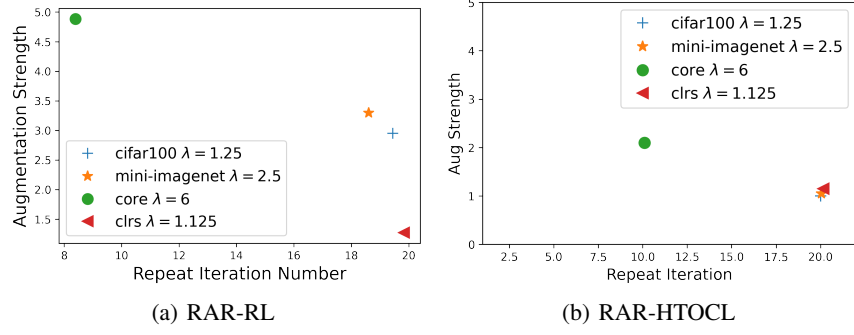 5.0
4.5
4.0
3.5
3.0
2.5
2.0
1.5
Augmentation Strength
cifar100 λ = 1.25
mini-imagenet λ = 2.5
core λ = 6
clrs λ = 1.125
8 10 12 14 16 18 20
Repeat Iteration Number
(a) RAR-RL
5
4
3
2
1
0
Aug Strength
cifar100 λ = 1.25
mini-imagenet λ = 2.5
core λ = 6
clrs λ = 1.125
2.5 5.0 7.5 10.0 12.5 15.0 17.5 20.0
Repeat Iteration
(b) RAR-HTOCL